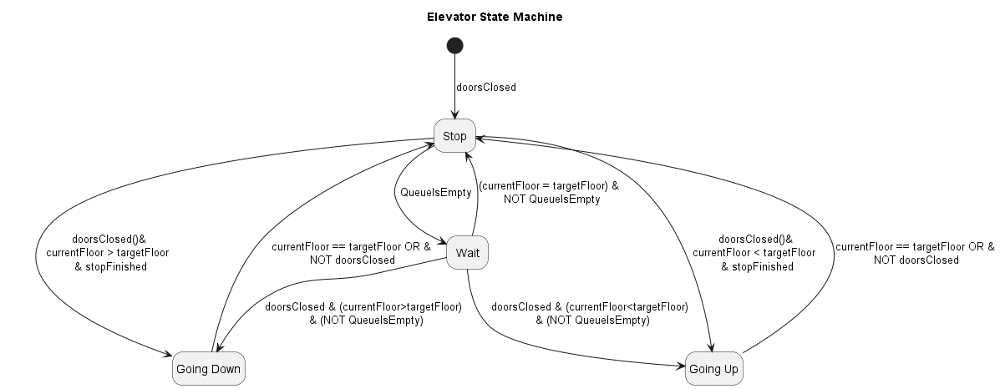 Elevator State Machine
doorsClosed
Stop
QueueIsEmpty
(currentFloor = targetFloor) &
NOT QueueIsEmpty
doorsClosed()&
currentFloor > targetFloor
& stopFinished
currentFloor == targetFloor OR &
NOT doorsClosed
Wait
doorsClosed()&
currentFloor < targetFloor
& stopFinished
currentFloor == targetFloor OR &
NOT doorsClosed
doorsClosed & (currentFloor>targetFloor)
& (NOT QueueIsEmpty)
doorsClosed & (currentFloor<targetFloor)
& (NOT QueueIsEmpty)
Going Down
Going Up